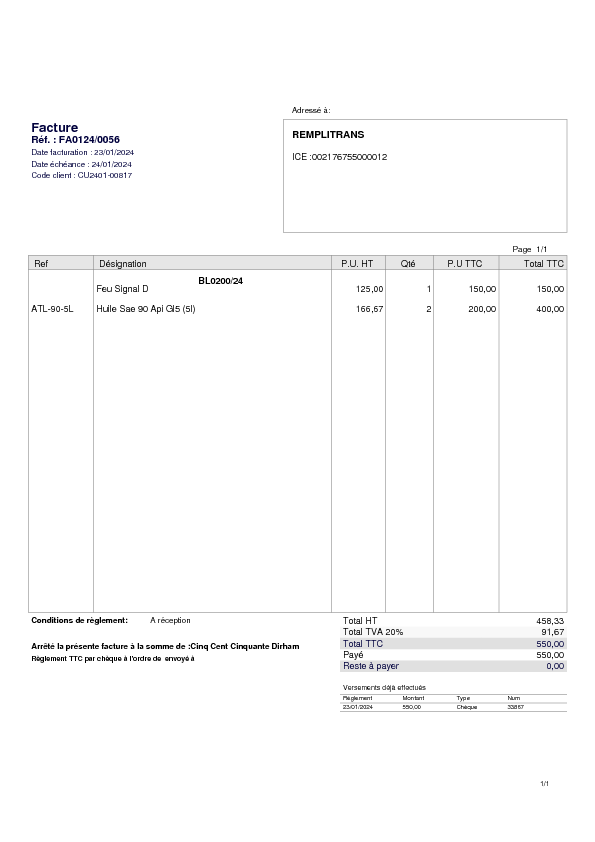 Adressé à:
Facture
Réf. : FA0124/0056
Date facturation : 23/01/2024
Date échéance : 24/01/2024
Code client : CU2401-00817
REMPLITRANS
ICE :002176755000012
Page 1/1
Ref Désignation P.U. HT Qté P.U TTC Total TTC
BL0200/24
Feu Signal D 125,00 1 150,00 150,00
ATL-90-5L Huile Sae 90 Api Gl5 (5l) 166,67 2 200,00 400,00
Conditions de règlement: A réception
Total HT 458,33
Total TVA 20% 91,67
Total TTC 550,00
Payé 550,00
Reste à payer 0,00
Arrêté la présente facture à la somme de :Cinq Cent Cinquante Dirham
Règlement TTC par chèque à l'ordre de envoyé à
Versements déjà effectués
Règlement Montant Type Num
23/01/2024 550,00 Chèque 33857
1/1